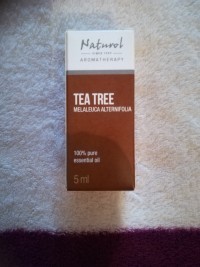 Naturol
AROMATHERAPY
TEA TREE
MELALEUCA ALTERNIFOLIA
100% pure
essential oil
5 ml